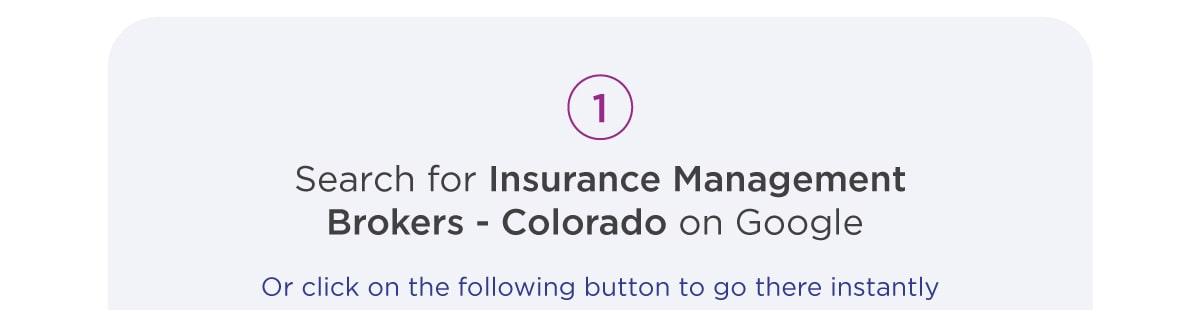 1
Search for Insurance Management
Brokers - Colorado on Google
Or click on the following button to go there instantly